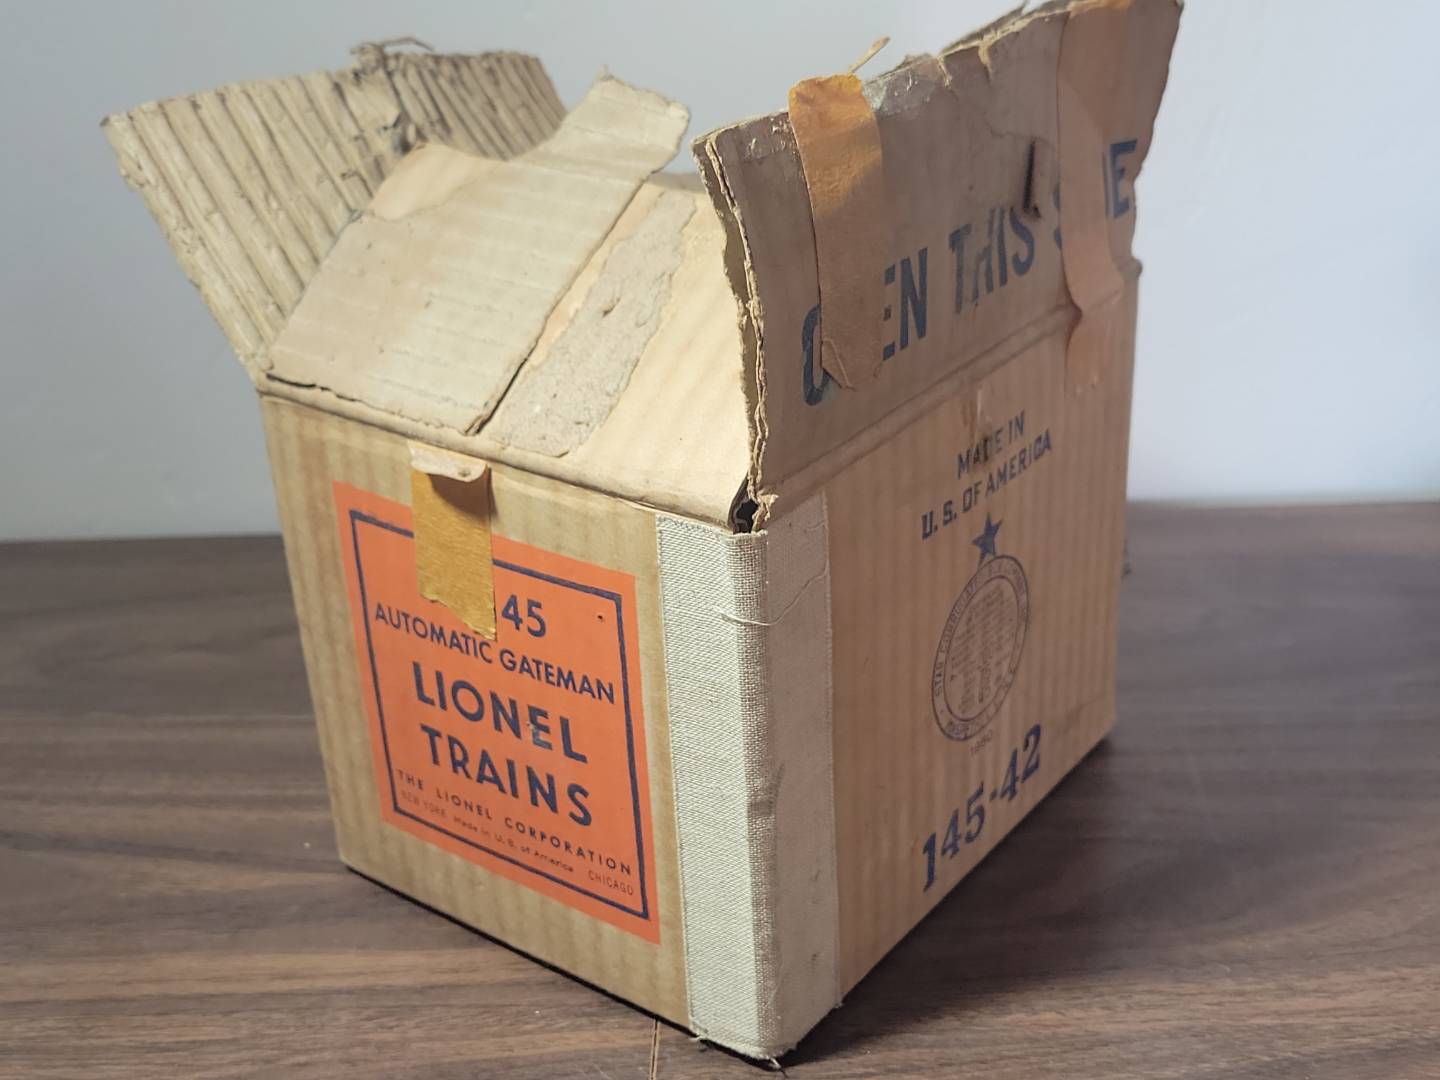 45
AUTOMATIC GATEMAN
LIONEL
TRAINS
THE LIONEL CORPORATION
NEW YORK Made in U. S. of America CHICAGO
EN THIS
MADE IN
U. S. OF AMERICA
145-42